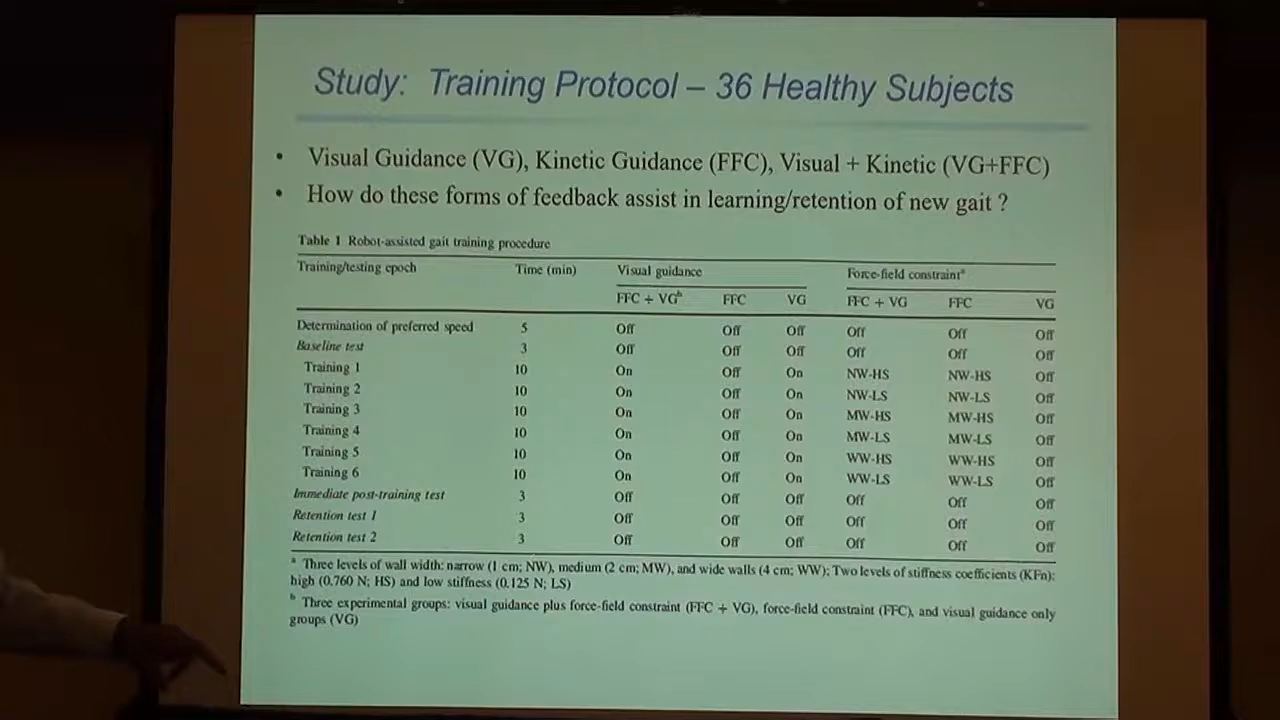 Study: Training Protocol – 36 Healthy Subjects
• Visual Guidance (VG), Kinetic Guidance (FFC), Visual + Kinetic (VG+FFC)
• How do these forms of feedback assist in learning/retention of new gait ?
Table 1 Robot-assisted gait training procedure
Training/testing epoch Time (min) Visual guidance Force-field constraintᵃ
FFC + VGᵇ FFC VG FFC + VG FFC VG
Determination of preferred speed 5 Off Off Off Off Off Off
Baseline test 3 Off Off Off Off Off Off
Training 1 10 On Off On NW-HS NW-HS Off
Training 2 10 On Off On NW-LS NW-LS Off
Training 3 10 On Off On MW-HS MW-HS Off
Training 4 10 On Off On MW-LS MW-LS Off
Training 5 10 On Off On WW-HS WW-HS Off
Training 6 10 On Off On WW-LS WW-LS Off
Immediate post-training test 3 Off Off Off Off Off Off
Retention test 1 3 Off Off Off Off Off Off
Retention test 2 3 Off Off Off Off Off Off
ᵃ Three levels of wall width: narrow (1 cm; NW), medium (2 cm; MW), and wide walls (4 cm; WW); Two levels of stiffness coefficients (KFn):
high (0.760 N; HS) and low stiffness (0.125 N; LS)
ᵇ Three experimental groups: visual guidance plus force-field constraint (FFC + VG), force-field constraint (FFC), and visual guidance only
groups (VG)